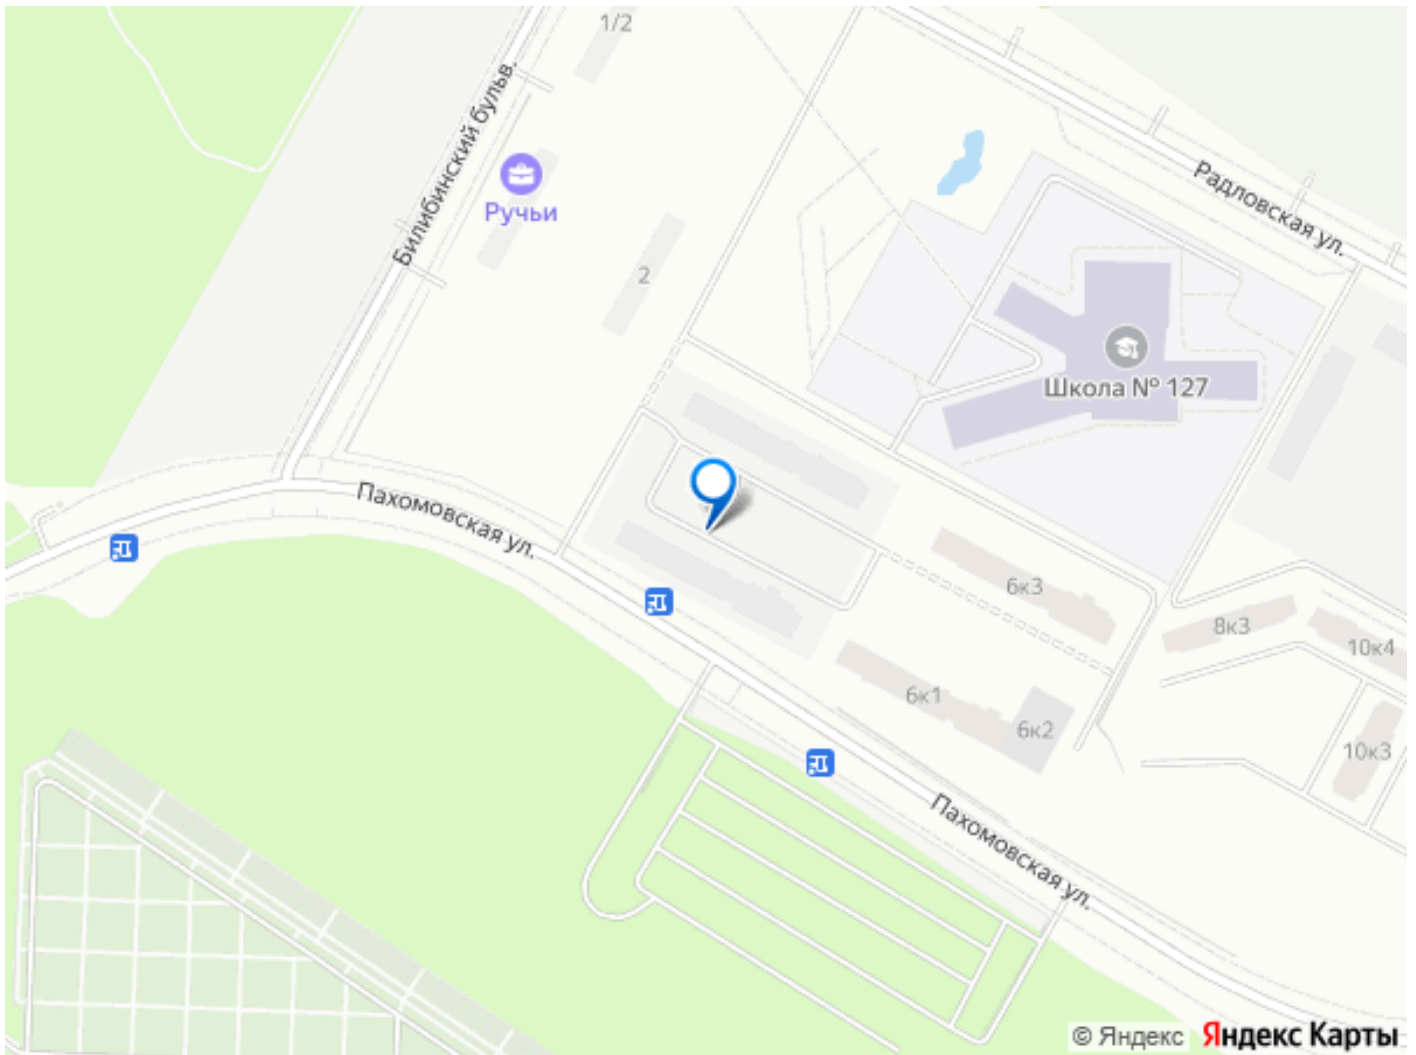 1/2
Билибинский бульв.
Ручьи
2
Радловская ул.
Школа № 127
Пахомовская ул.
6к3
8к3
10к4
6к1
6к2
10к3
Пахомовская ул.
© Яндекс Яндекс Карты